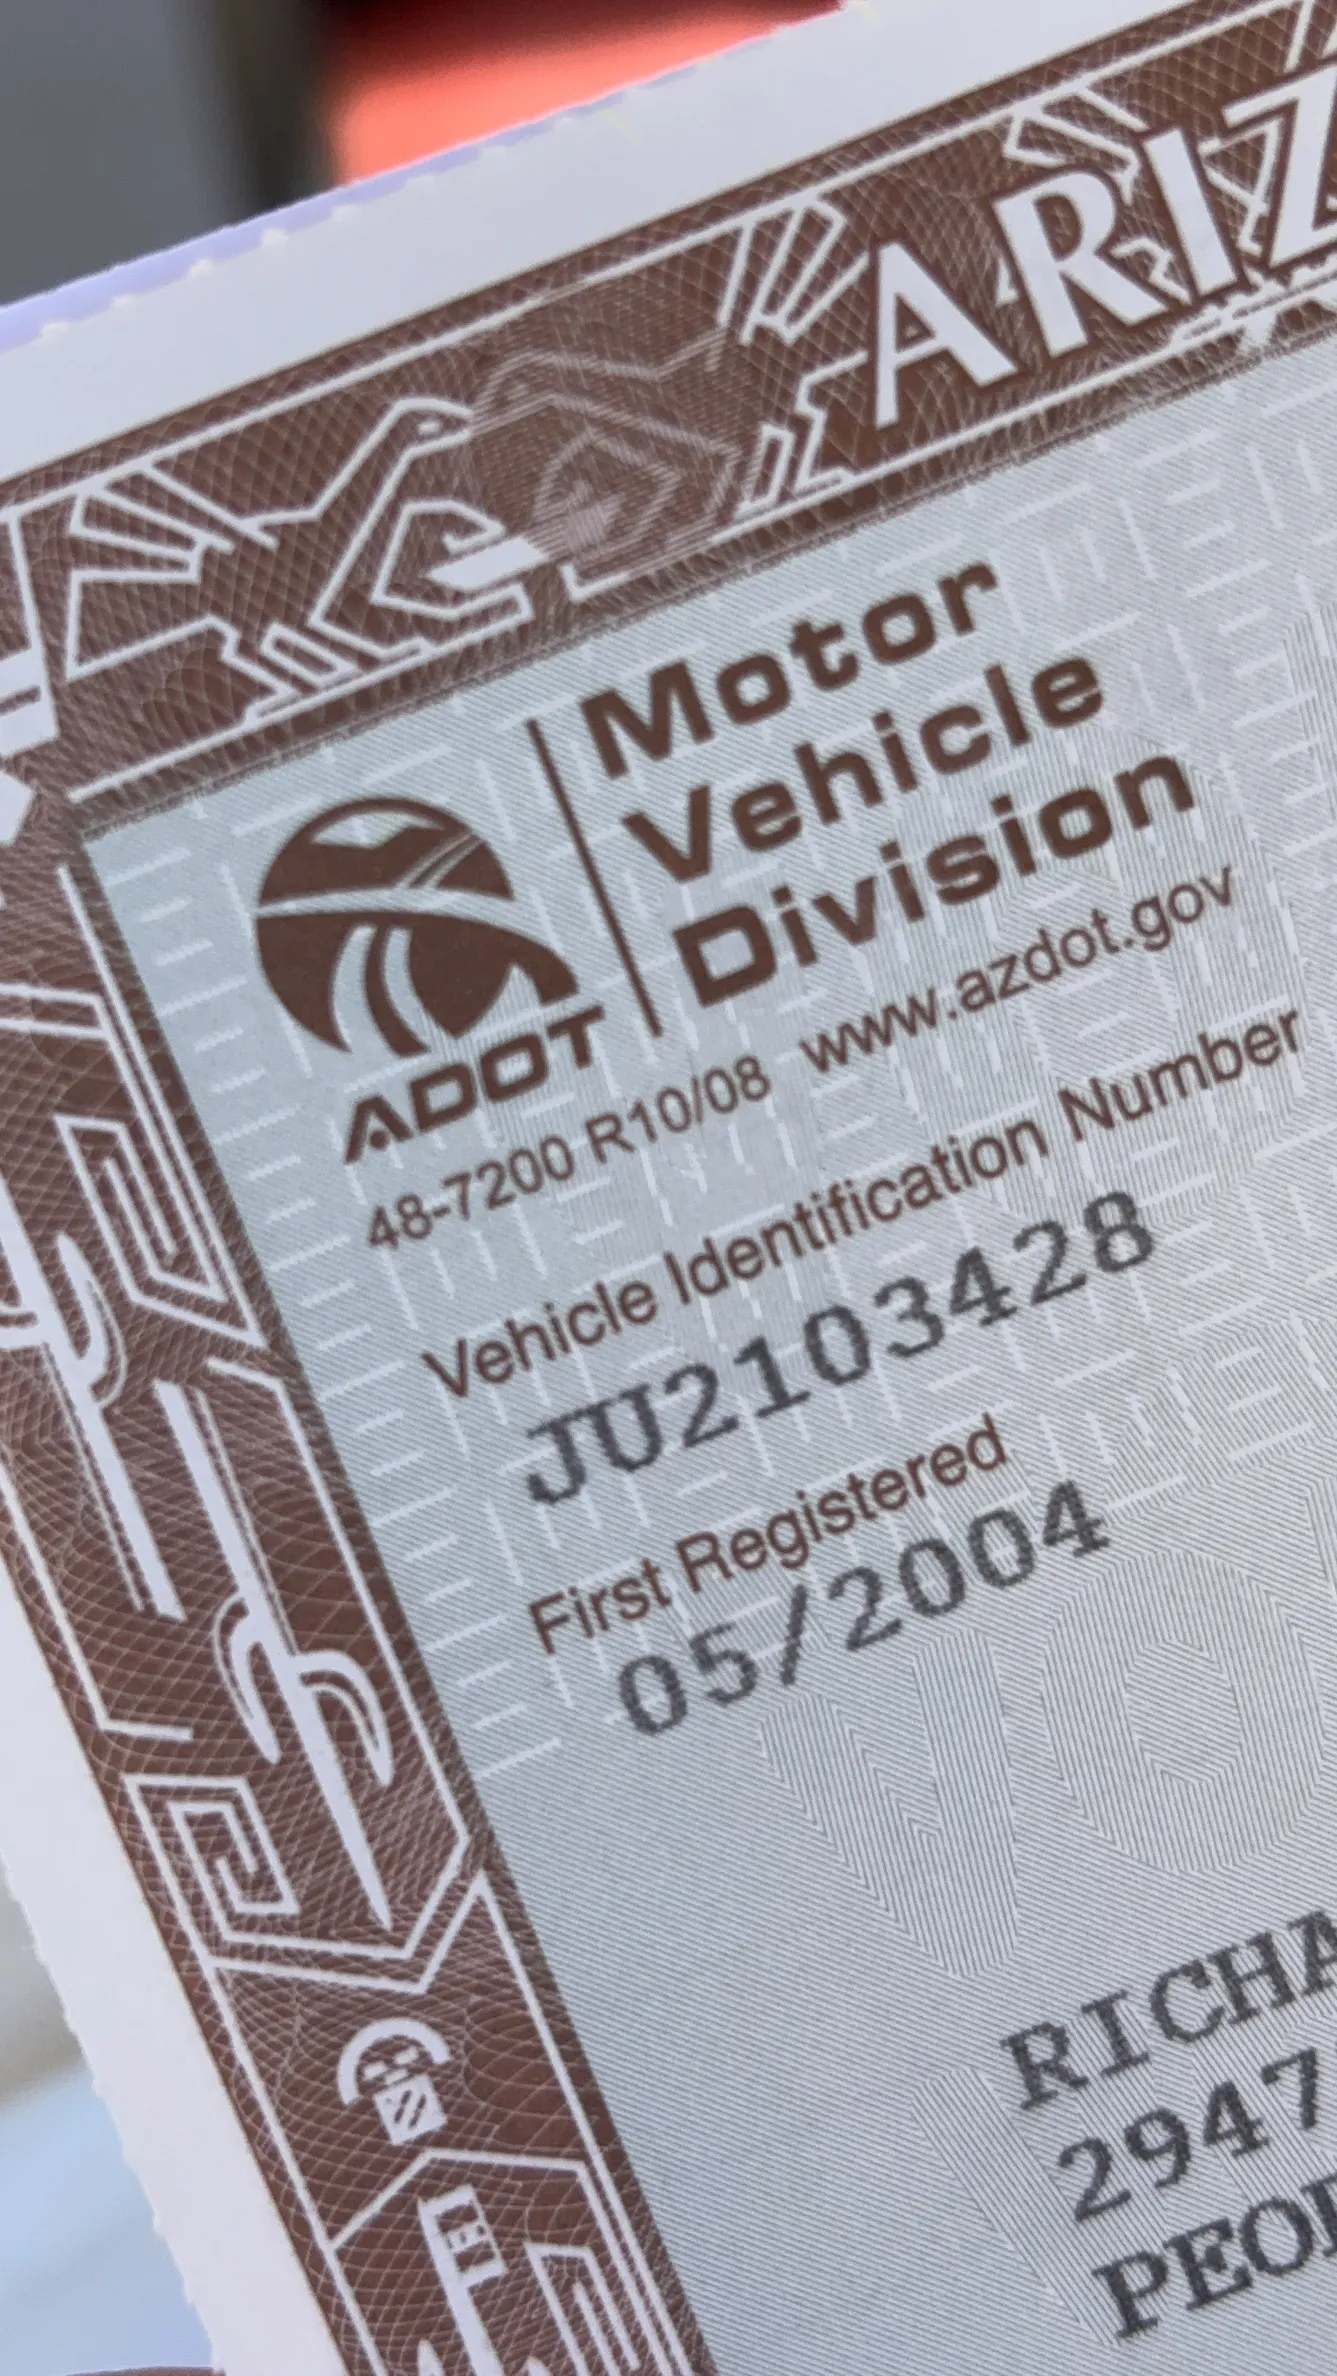 ARIZ
Motor
Vehicle
Division
ADOT
48-7200 R10/08 www.azdot.gov
Vehicle Identification Number
JU2103428
First Registered
05/2004
VO
RICHA
2947
PEO